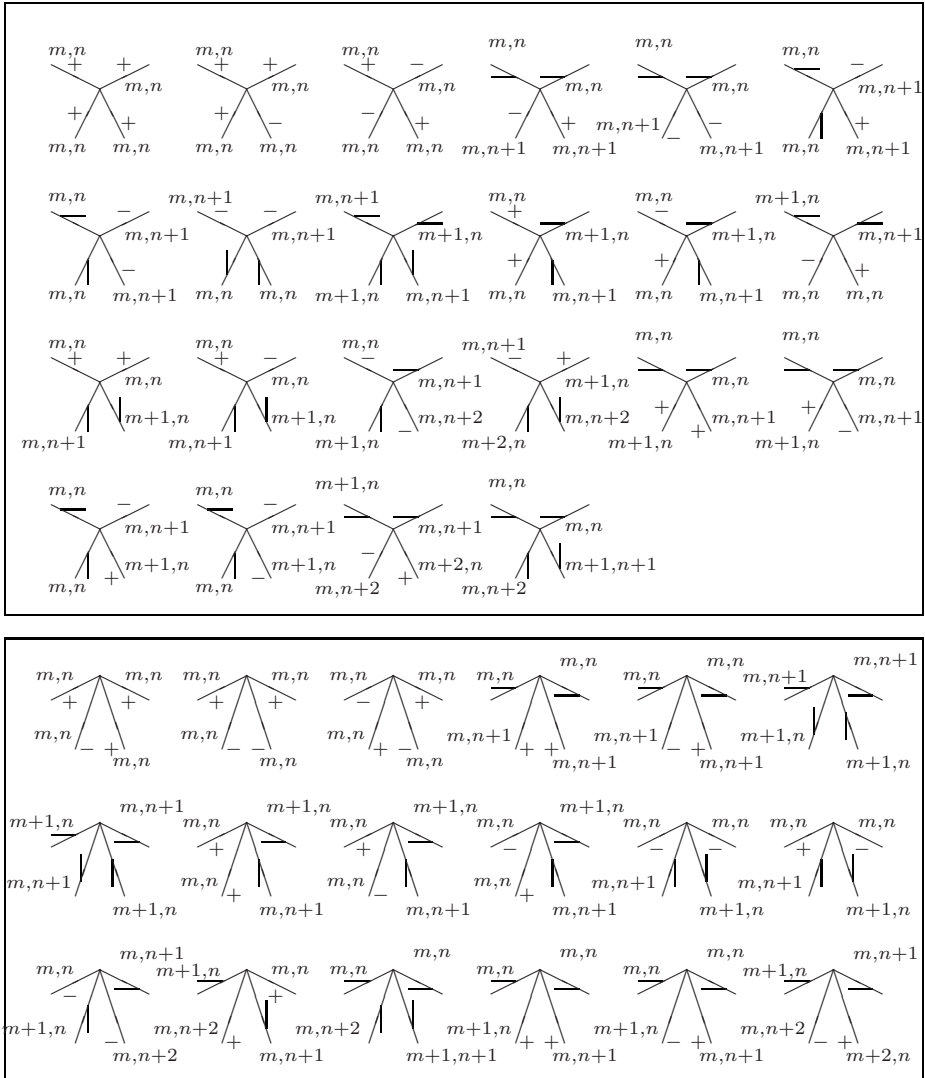 m,n m,n m,n m,n m,n m,n
+ + + + + − −
m,n m,n m,n m,n m,n m,n+1
+ + + − − + − + m,n+1 − +
m,n m,n m,n m,n m,n m,n m,n+1 m,n+1 − m,n+1 m,n m,n+1
m,n m,n+1 m,n+1 m,n m,n m+1,n
− − − + −
m,n+1 m,n+1 m+1,n m+1,n m+1,n m,n+1
− + + − +
m,n m,n+1 m,n m,n m+1,n m,n+1 m,n m,n+1 m,n m,n+1 m,n m,n
m,n m,n m,n m,n+1 m,n m,n
+ + + − − − +
m,n m,n m,n+1 m+1,n m,n m,n
m+1,n m+1,n m,n+2 m,n+2 + m,n+1 + m,n+1
m,n+1 m,n+1 m+1,n − m+2,n m+1,n + m+1,n −
m,n m,n m+1,n m,n
− −
m,n+1 m,n+1 m,n+1 m,n
m+1,n m+1,n − m+2,n m+1,n+1
m,n + m,n − m,n+2 + m,n+2
m,n m,n m,n m,n m,n m,n m,n m,n m,n m,n m,n+1 m,n+1
+ + + + − +
m,n m,n m,n m,n+1 m,n+1 m+1,n
− + − − + − + + − +
m,n m,n m,n m,n+1 m,n+1 m+1,n
m+1,n m,n+1 m,n m+1,n m,n m+1,n m,n m+1,n m,n m,n m,n m,n
+ + − − − + −
m,n+1 m,n m,n m,n m,n+1 m,n+1
+ − +
m+1,n m,n+1 m,n+1 m,n+1 m+1,n m+1,n
m,n m,n+1 m+1,n m,n m,n m,n m,n m,n m,n m,n m+1,n m,n+1
− +
m+1,n m,n+2 m,n+2 m+1,n m+1,n m,n+2
− + + + − + − +
m,n+2 m,n+1 m+1,n+1 m,n+1 m,n+1 m+2,n